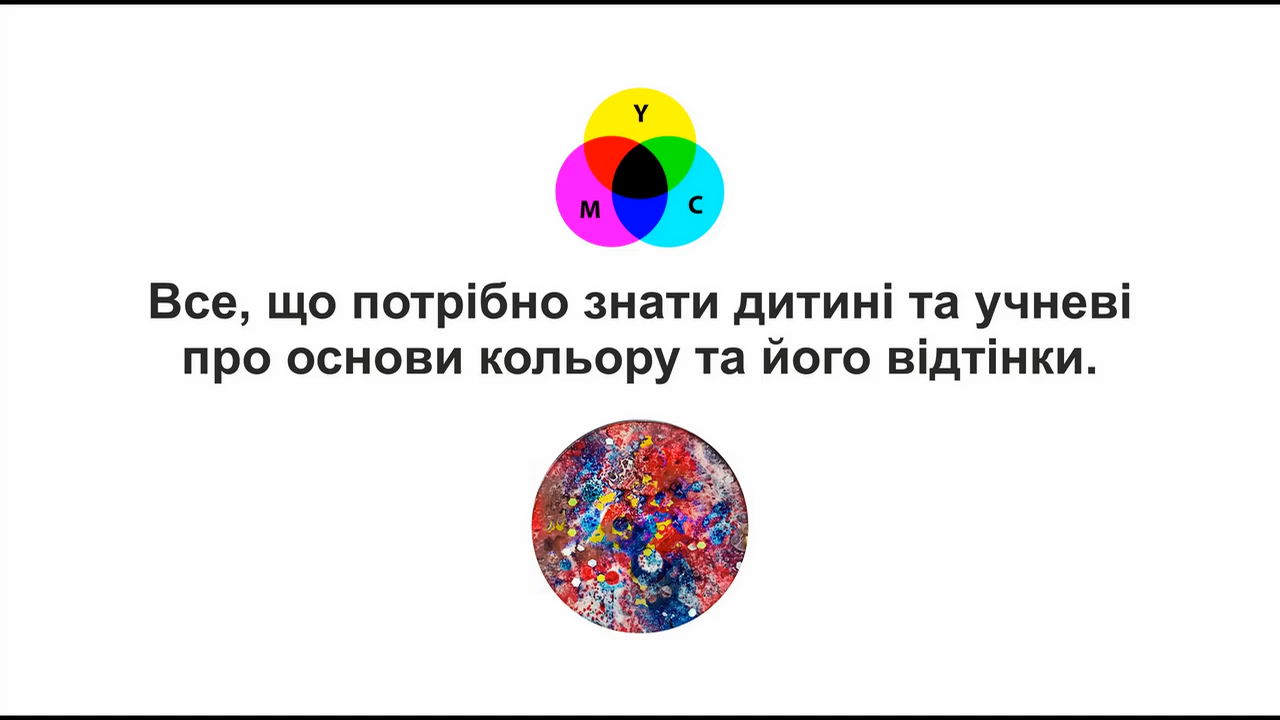 Y
M C
Все, що потрібно знати дитині та учневі
про основи кольору та його відтінки.